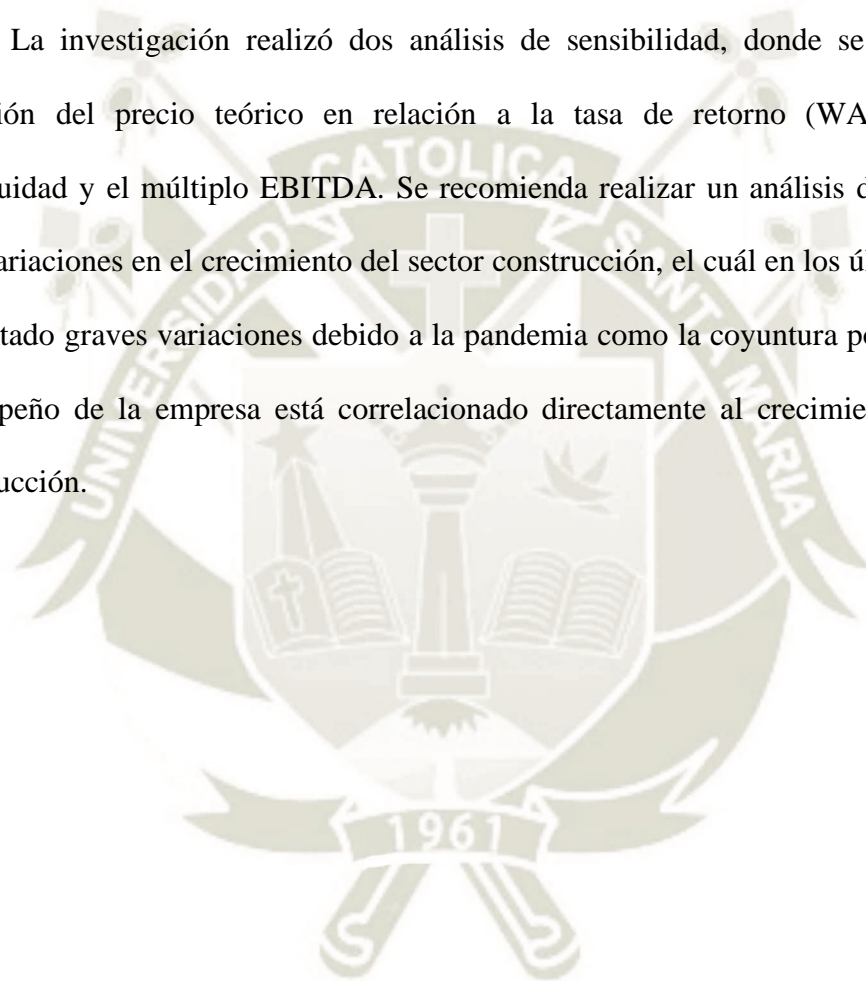 La investigación realizó dos análisis de sensibilidad, donde se
ión del precio teórico en relación a la tasa de retorno (WA
uidad y el múltiplo EBITDA. Se recomienda realizar un análisis d
ariaciones en el crecimiento del sector construcción, el cuál en los ú
tado graves variaciones debido a la pandemia como la coyuntura p
peño de la empresa está correlacionado directamente al crecimie
ucción.
UNIVERSIDAD CATOLICA SANTA MARIA
1961